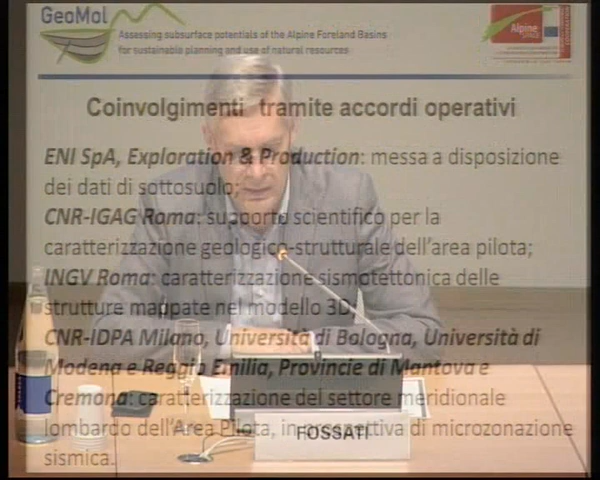 GeoMol
Assessing subsurface potentials of the Alpine Foreland Basins
for sustainable planning and use of natural resources
Alpine
Coinvolgimenti tramite accordi operativi
ENI SpA, Exploration & Production: messa a disposizione
dei dati di sottosuolo;
CNR-IGAG Roma: supporto scientifico per la
caratterizzazione geologico-strutturale dell'area pilota;
INGV Roma: caratterizzazione sismotettonica delle
strutture mappate nel modello 3D
CNR-IDPA Milano, Università di Bologna, Università di
Modena e Reggio Emilia, Provincie di Mantova e
Cremona: caratterizzazione del settore meridionale
lombardo dell'Area Pilota, in prospettiva di microzonazione
sismica.
FOSSATI